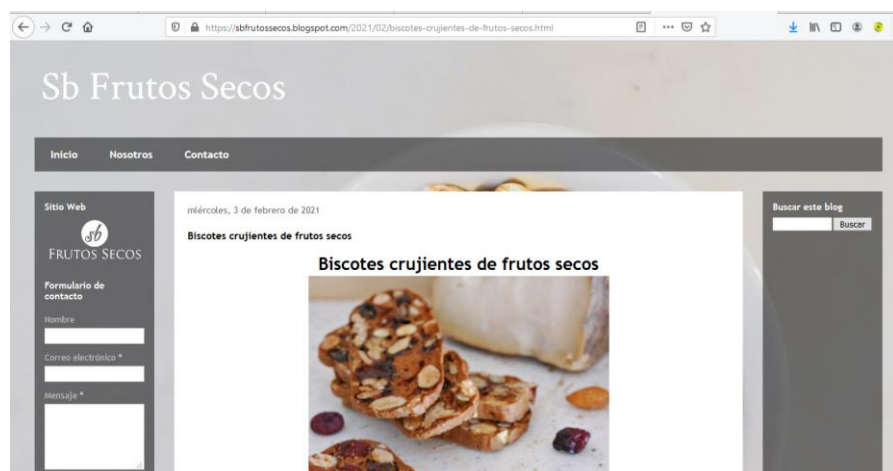 https://sbfrutossecos.blogspot.com/2021/02/biscotes-crujientes-de-frutos-secos.html
Sb Frutos Secos
Inicio Nosotros Contacto
Sitio Web
sb
FRUTOS SECOS
Formulario de
contacto
Nombre
Correo electrónico *
Mensaje *
miércoles, 3 de febrero de 2021
Biscotes crujientes de frutos secos
Biscotes crujientes de frutos secos
Buscar este blog
Buscar